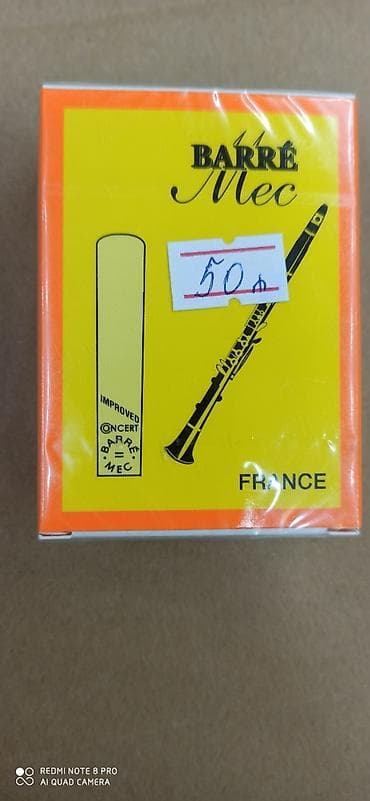 BARRÉ
Mec
50 ₼
IMPROVED
CONCERT
BARRÉ
=
MEC
FRANCE
REDMI NOTE 8 PRO
AI QUAD CAMERA